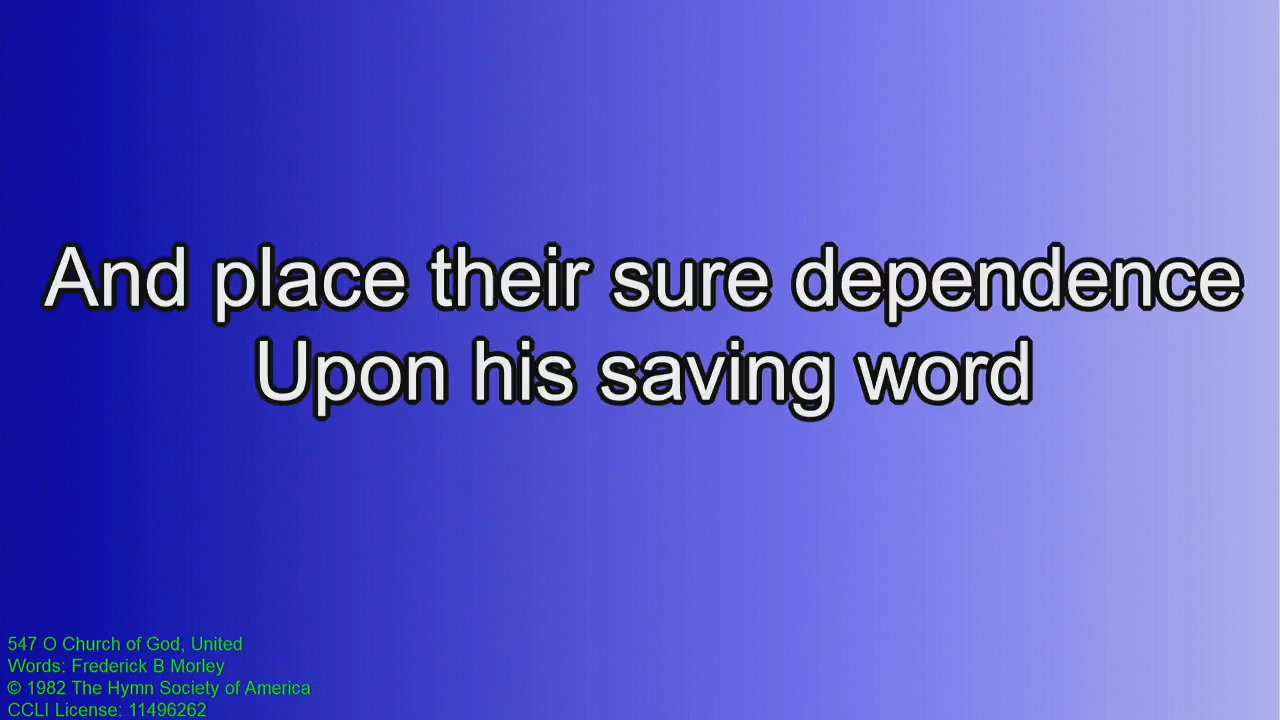 And place their sure dependence
Upon his saving word
547 O Church of God, United
Words: Frederick B Morley
© 1982 The Hymn Society of America
CCLI License: 11496262